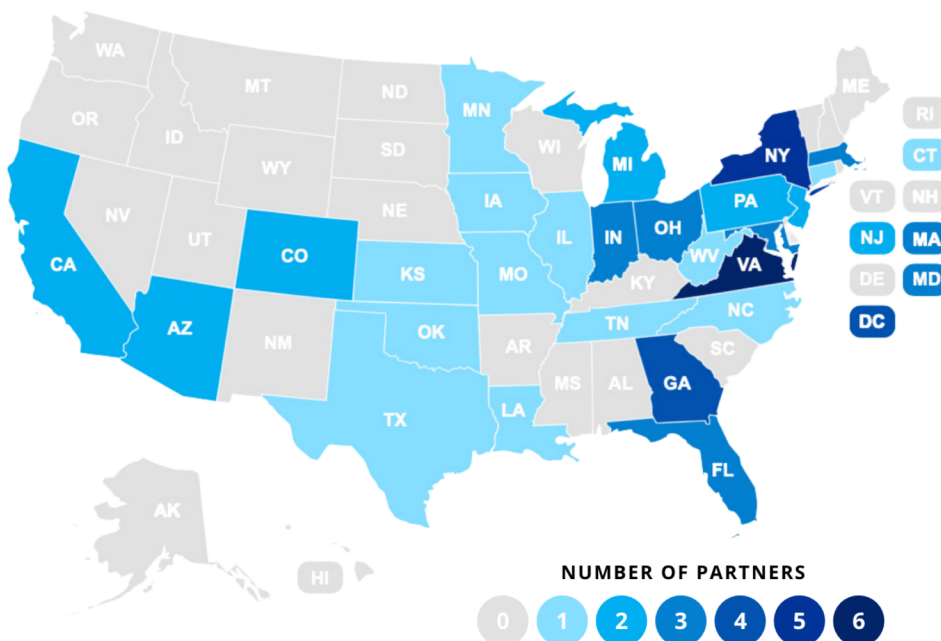 WA
MT
ND
MN
ME
OR
ID
SD
WI
RI
WY
MI
NY
CT
NV
NE
IA
PA
VT
NH
UT
IL
IN
OH
NJ
MA
CA
CO
KS
MO
WV
VA
DE
MD
KY
AZ
NM
OK
AR
TN
NC
DC
SC
TX
LA
MS
AL
GA
FL
AK
HI
NUMBER OF PARTNERS
0 1 2 3 4 5 6